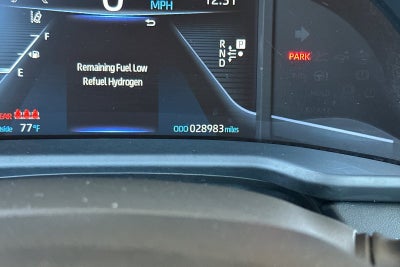 MPH
Remaining Fuel Low
Refuel Hydrogen
R
N
D
P
PARK
E
F
77°F
ODO 028983 miles